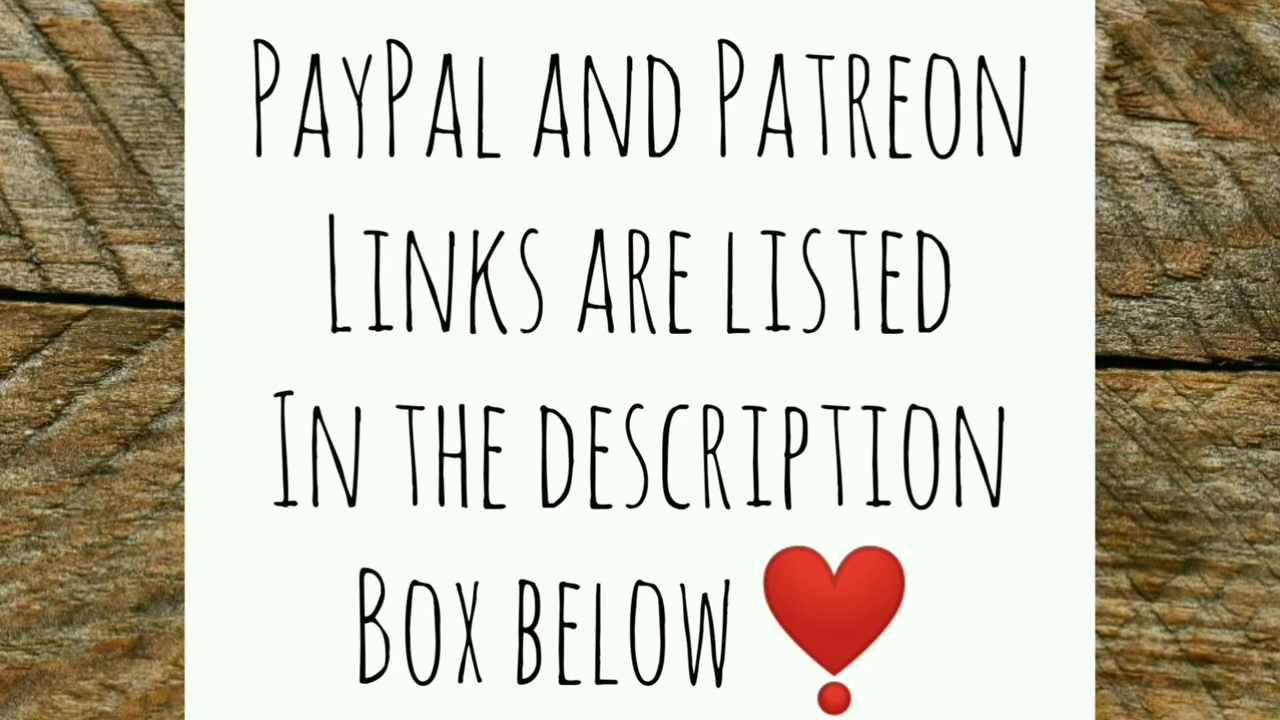 PayPal and Patreon
Links are listed
In the description
Box below ❣